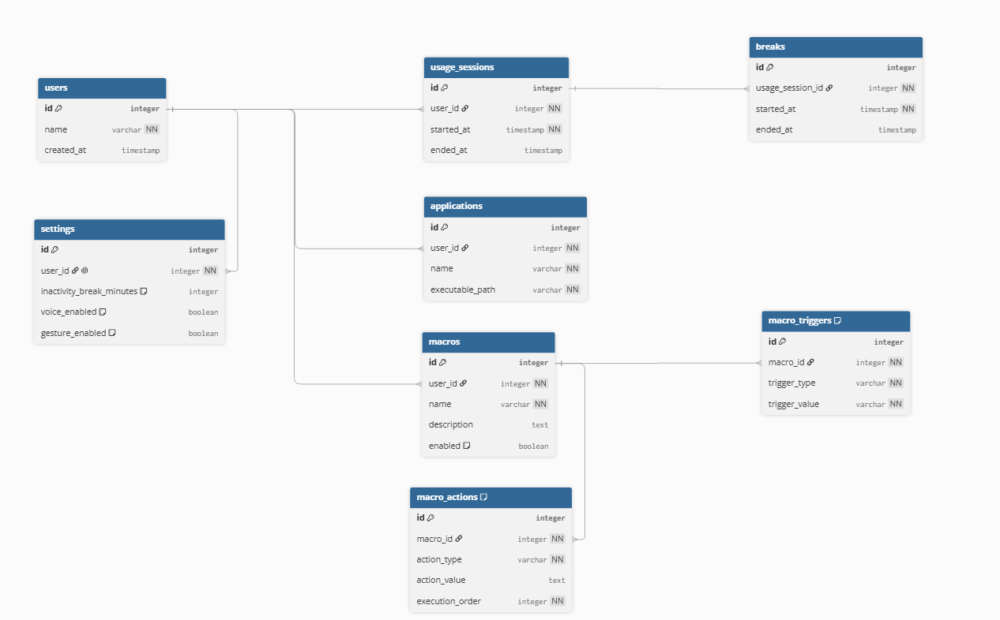 users
id integer
name varchar NN
created_at timestamp
settings
id integer
user_id integer NN
inactivity_break_minutes integer
voice_enabled boolean
gesture_enabled boolean
usage_sessions
id integer
user_id integer NN
started_at timestamp NN
ended_at timestamp
applications
id integer
user_id integer NN
name varchar NN
executable_path varchar NN
macros
id integer
user_id integer NN
name varchar NN
description text
enabled boolean
macro_actions
id integer
macro_id integer NN
action_type varchar NN
action_value text
execution_order integer NN
breaks
id integer
usage_session_id integer NN
started_at timestamp NN
ended_at timestamp
macro_triggers
id integer
macro_id integer NN
trigger_type varchar NN
trigger_value varchar NN